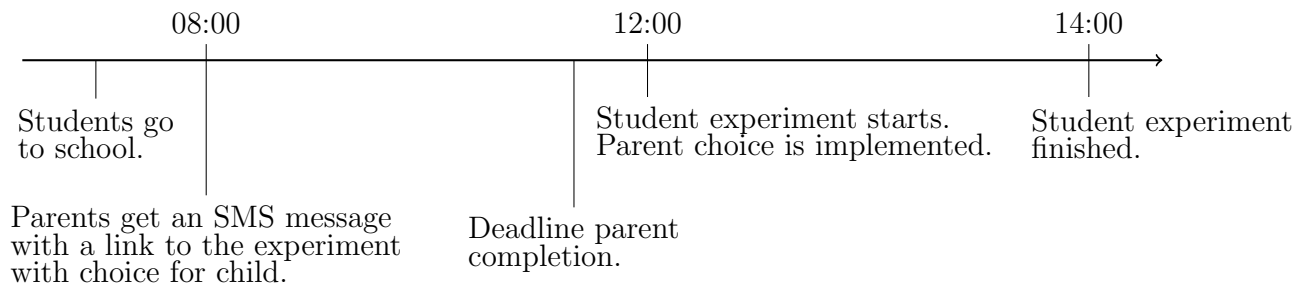 08:00
12:00
14:00
Students go
to school.
Student experiment starts.
Parent choice is implemented.
Student experiment
finished.
Parents get an SMS message
with a link to the experiment
with choice for child.
Deadline parent
completion.